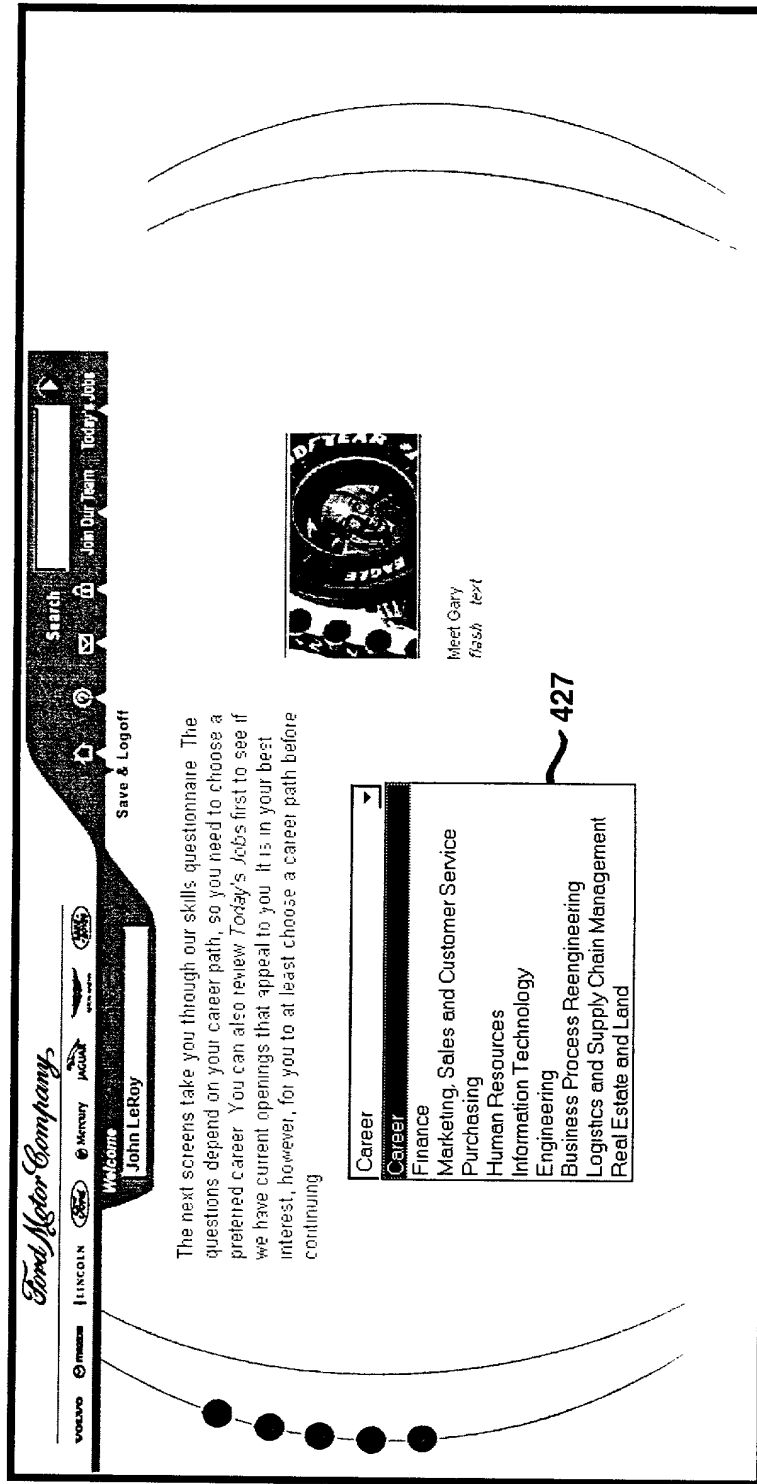 Ford Motor Company
VOLVO mazda LINCOLN Ford Mercury JAGUAR
Search
Join Our Team Today's Jobs
Welcome
John LeRoy
Save & Logoff
The next screens take you through our skills questionnaire The
questions depend on your career path, so you need to choose a
preferred career You can also review Today's Jobs first to see if
we have current openings that appeal to you It is in your best
interest, however, for you to at least choose a career path before
continuing
EAGLE
Meet Gary
flash text
Career
Career
Finance
Marketing, Sales and Customer Service
Purchasing
Human Resources
Information Technology
Engineering
Business Process Reengineering
Logistics and Supply Chain Management
Real Estate and Land
427